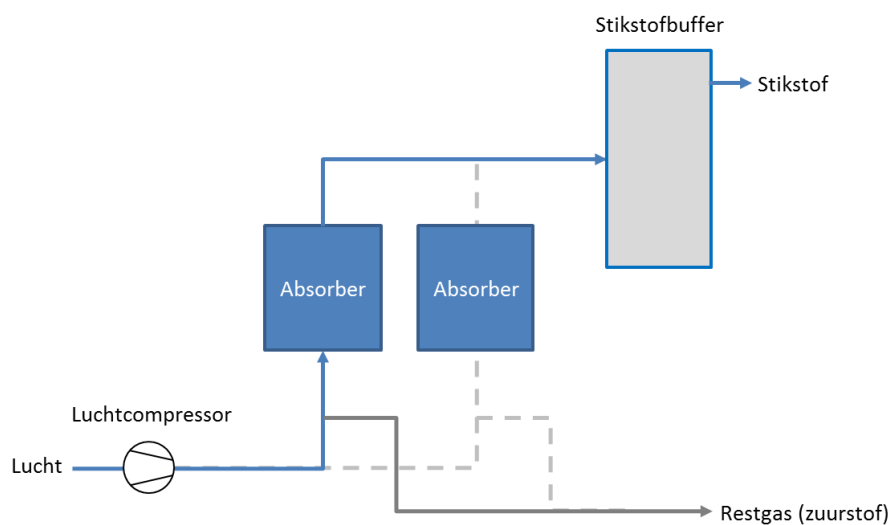 Stikstofbuffer
Stikstof
Absorber
Absorber
Luchtcompressor
Lucht
Restgas (zuurstof)